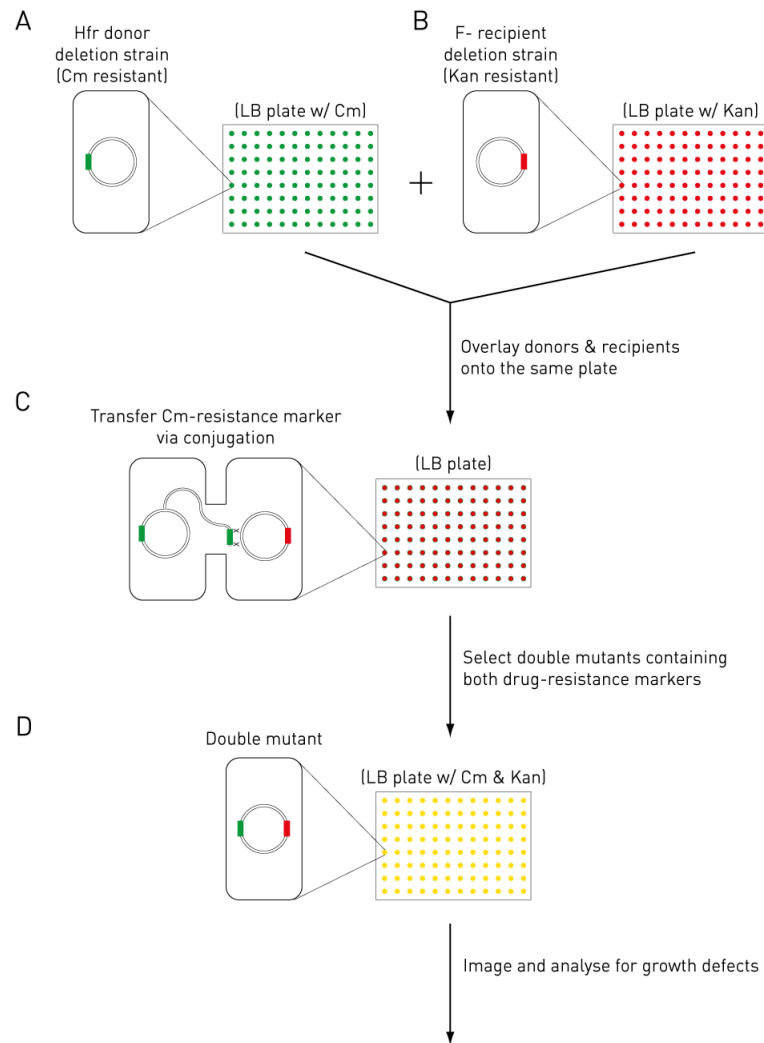 A
Hfr donor
deletion strain
(Cm resistant)
(LB plate w/ Cm)
+
B
F- recipient
deletion strain
(Kan resistant)
(LB plate w/ Kan)
Overlay donors & recipients
onto the same plate
C
Transfer Cm-resistance marker
via conjugation
(LB plate)
Select double mutants containing
both drug-resistance markers
D
Double mutant
(LB plate w/ Cm & Kan)
Image and analyse for growth defects